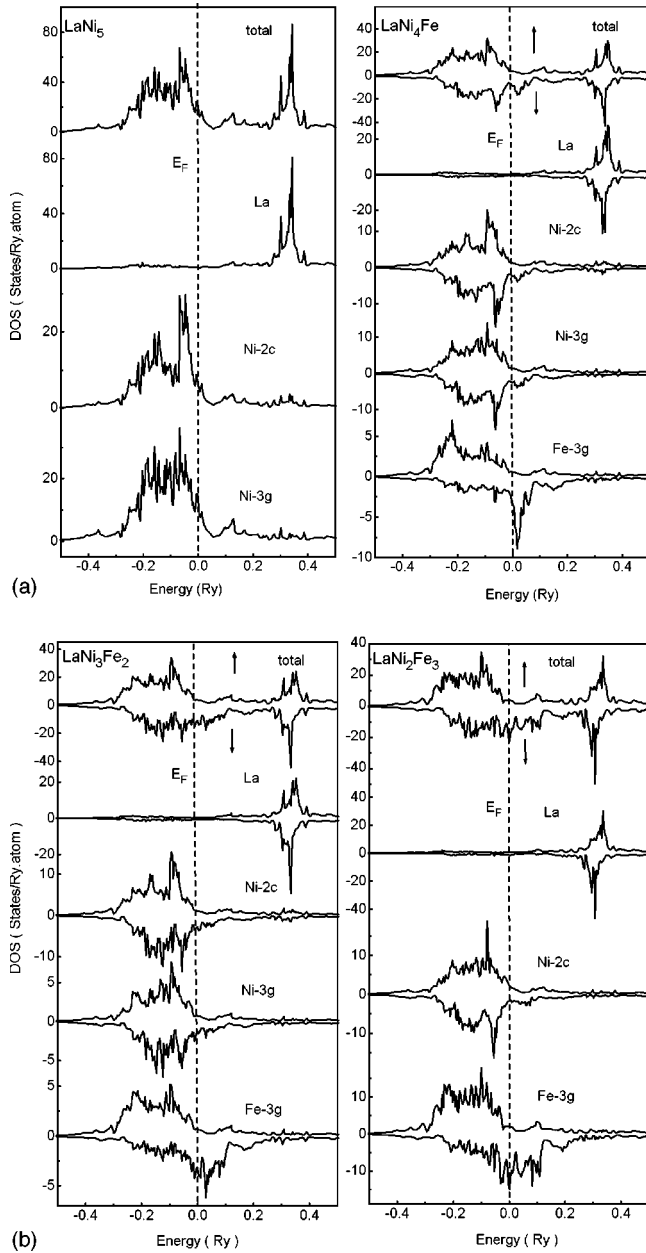 LaNi5
total
80
60
40
20
0
EF
La
80
40
0
Ni-2c
20
0
Ni-3g
20
0
-0.4 -0.2 0.0 0.2 0.4
Energy (Ry)
DOS ( States/Ry.atom)
(a)
LaNi4Fe
total
40
20
0
-20
EF
La
20
0
-20
Ni-2c
10
0
-10
Ni-3g
10
0
-10
Fe-3g
5
0
-5
-10
-0.4 -0.2 0.0 0.2 0.4
Energy (Ry)
LaNi3Fe2
total
40
20
0
-20
-40
EF
La
20
0
-20
Ni-2c
10
0
-10
Ni-3g
5
0
-5
Fe-3g
5
0
-5
-0.4 -0.2 0.0 0.2 0.4
Energy ( Ry )
DOS ( States/Ry.atom)
(b)
LaNi2Fe3
total
40
20
0
-20
-40
EF
La
40
20
0
-20
-40
Ni-2c
10
0
-10
Fe-3g
10
0
-10
-0.4 -0.2 0.0 0.2 0.4
Energy ( Ry )